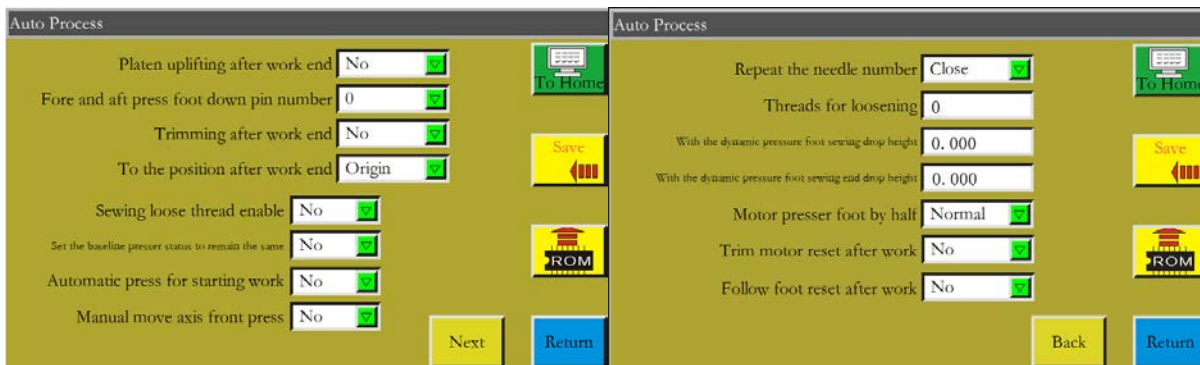 Auto Process
Platen uplifting after work end No
To Home
Fore and aft press foot down pin number 0
Trimming after work end No
Save
To the position after work end Origin
Sewing loose thread enable No
Set the baseline presser status to remain the same No
ROM
Automatic press for starting work No
Manual move axis front press No
Next
Return
Auto Process
Repeat the needle number Close
To Home
Threads for loosening 0
With the dynamic pressure foot sewing drop height 0. 000
Save
With the dynamic pressure foot sewing end drop height 0. 000
Motor presser foot by half Normal
Trim motor reset after work No
ROM
Follow foot reset after work No
Back
Return